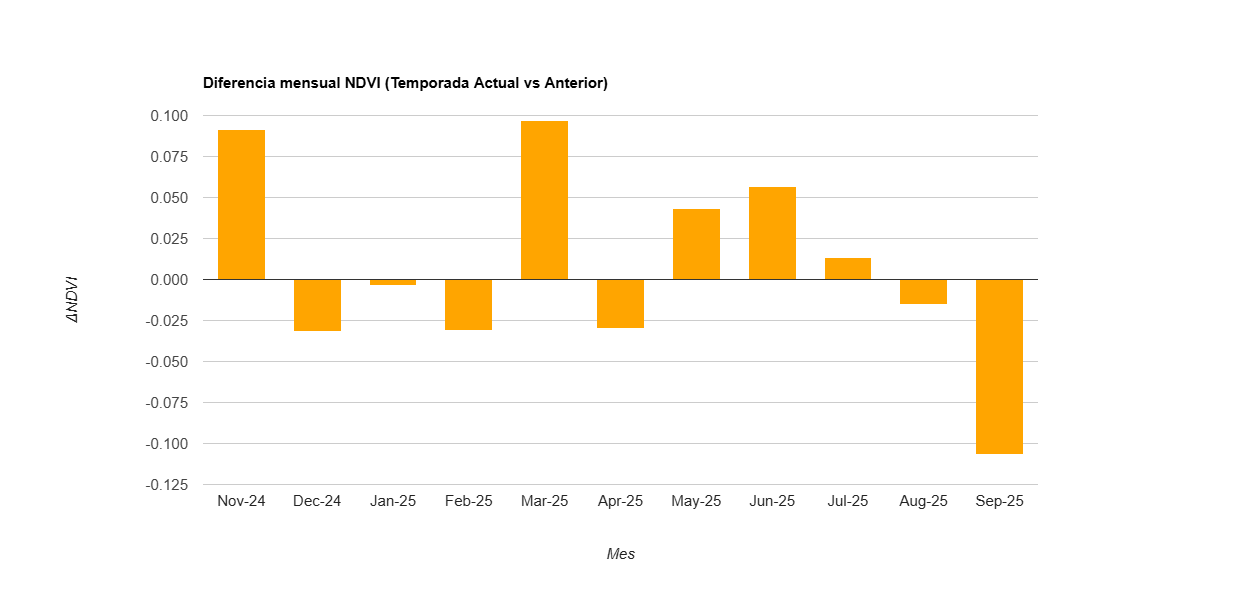 Diferencia mensual NDVI (Temporada Actual vs Anterior)
0.100
0.075
0.050
0.025
0.000
-0.025
-0.050
-0.075
-0.100
-0.125
ΔNDVI
Nov-24 Dec-24 Jan-25 Feb-25 Mar-25 Apr-25 May-25 Jun-25 Jul-25 Aug-25 Sep-25
Mes